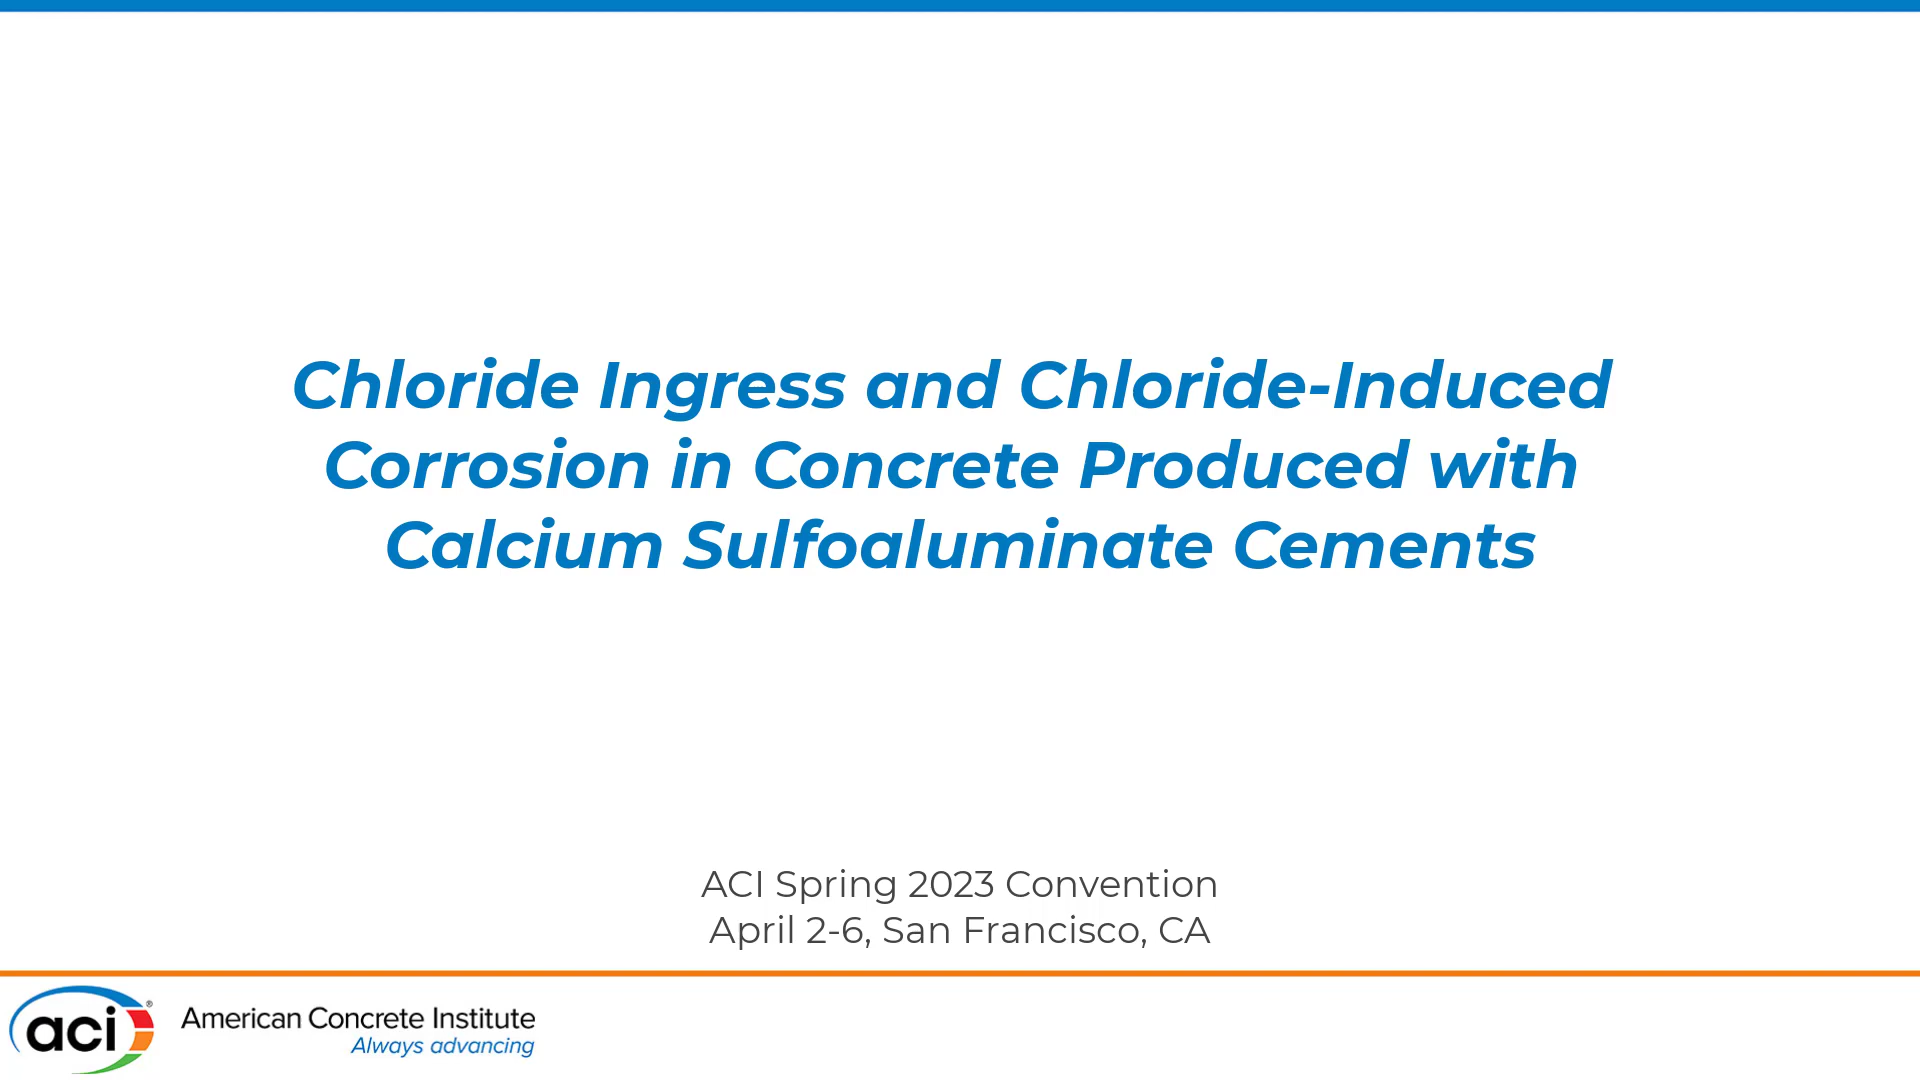 Chloride Ingress and Chloride-Induced
Corrosion in Concrete Produced with
Calcium Sulfoaluminate Cements
ACI Spring 2023 Convention
April 2-6, San Francisco, CA
aci®
American Concrete Institute
Always advancing